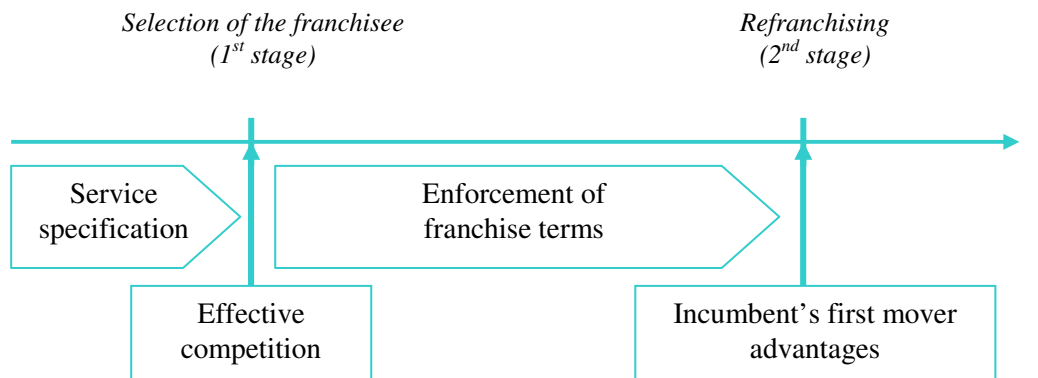 Selection of the franchisee
(1st stage)
Refranchising
(2nd stage)
Service
specification
Enforcement of
franchise terms
Effective
competition
Incumbent’s first mover
advantages